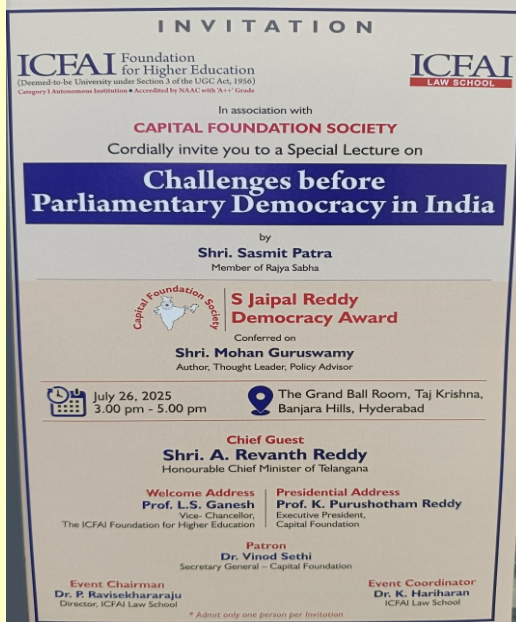 INVITATION
ICFAI Foundation for Higher Education
(Deemed-to-be University under Section 3 of the UGC Act, 1956)
Category I Autonomous Institution • Accredited by NAAC with 'A++' Grade
ICFAI
LAW SCHOOL
In association with
CAPITAL FOUNDATION SOCIETY
Cordially invite you to a Special Lecture on
Challenges before
Parliamentary Democracy in India
by
Shri. Sasmit Patra
Member of Rajya Sabha
Capital Foundation Society
S Jaipal Reddy
Democracy Award
Conferred on
Shri. Mohan Guruswamy
Author, Thought Leader, Policy Advisor
July 26, 2025
3.00 pm - 5.00 pm
The Grand Ball Room, Taj Krishna,
Banjara Hills, Hyderabad
Chief Guest
Shri. A. Revanth Reddy
Honourable Chief Minister of Telangana
Welcome Address
Prof. L.S. Ganesh
Vice- Chancellor,
The ICFAI Foundation for Higher Education
Presidential Address
Prof. K. Purushotham Reddy
Executive President,
Capital Foundation
Patron
Dr. Vinod Sethi
Secretary General – Capital Foundation
Event Chairman
Dr. P. Ravisekhararaju
Director, ICFAI Law School
Event Coordinator
Dr. K. Hariharan
ICFAI Law School
* Admit only one person per Invitation